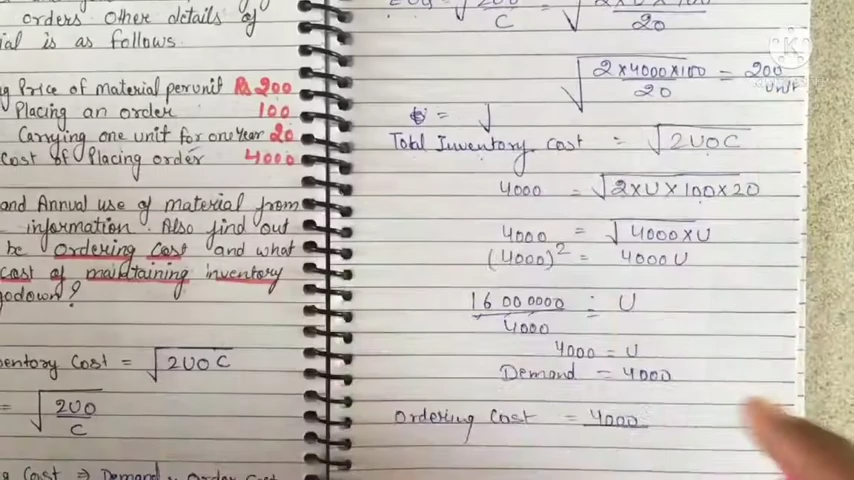 orders other details of
is as follows.
Price of material per unit Rs 200
Placing an order 100
Carrying one unit for one year 20
Cost of Placing order 4000
and Annual use of material from
information. Also find out
be ordering cost and what
cost of maintaining inventory
?
Cost = √2UOC
= √2UO/C
Cost ⇒ Demand
C 20
√2×4000×100/20 = 200
= √
Total Inventory cost = √2UOC
4000 = √2×U×100×20
4000 = √4000×U
(4000)² = 4000U
16000000/4000 = U
4000 = U
Demand = 4000
ordering Cost = 4000